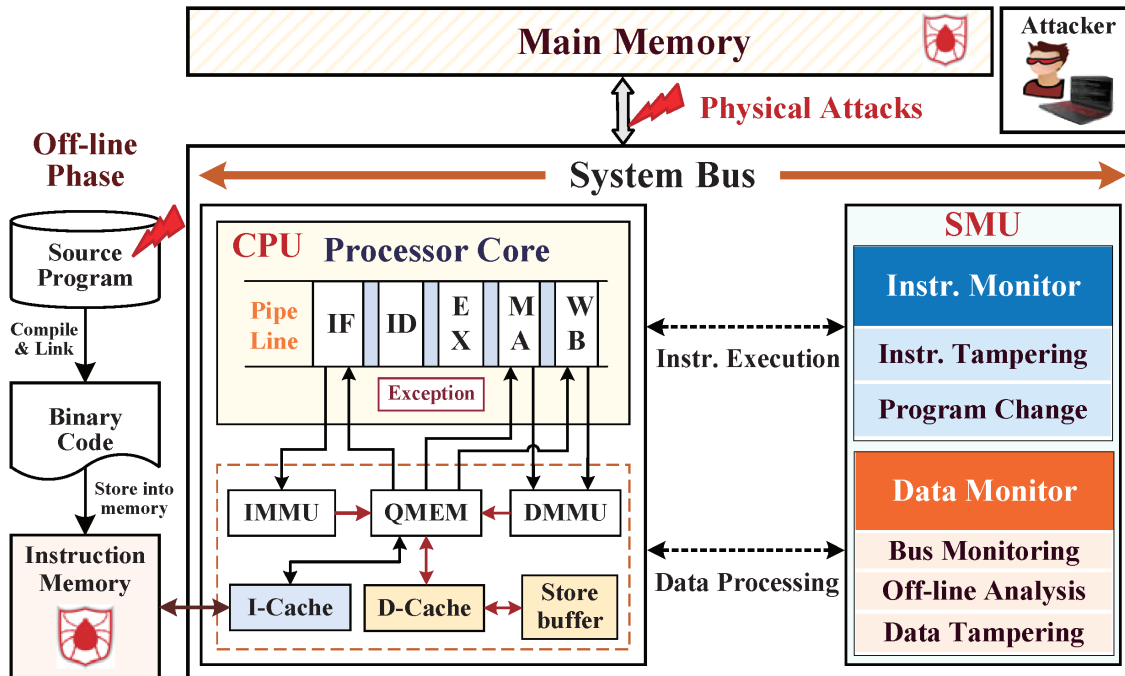 Main Memory
Attacker
Physical Attacks
Off-line
Phase
System Bus
Source
Program
Compile
& Link
Binary
Code
Store into
memory
Instruction
Memory
CPU Processor Core
Pipe
Line
IF
ID
E
X
M
A
W
B
Exception
IMMU
QMEM
DMMU
I-Cache
D-Cache
Store
buffer
Instr. Execution
Data Processing
SMU
Instr. Monitor
Instr. Tampering
Program Change
Data Monitor
Bus Monitoring
Off-line Analysis
Data Tampering